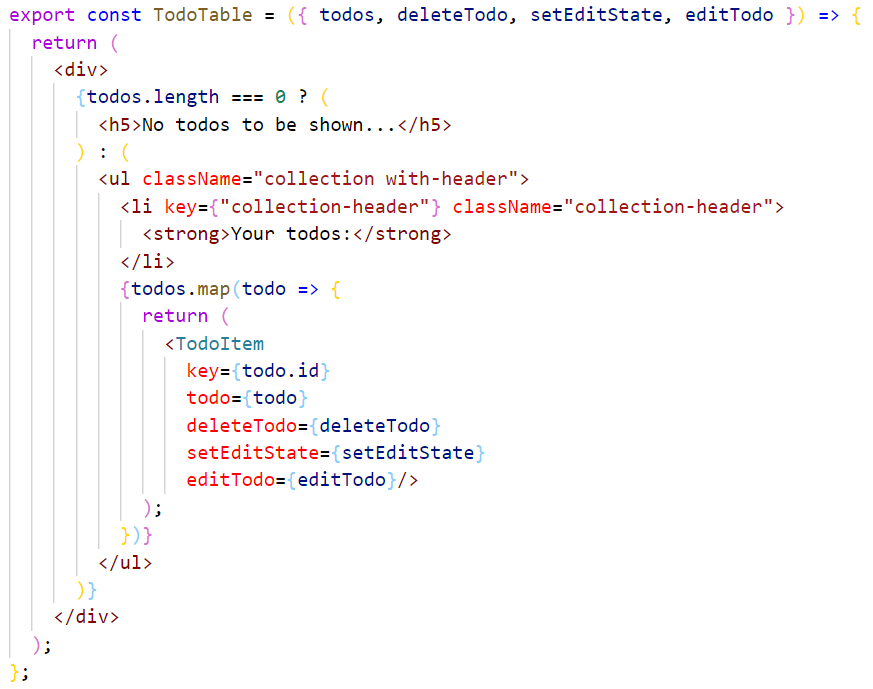 export const TodoTable = ({ todos, deleteTodo, setEditState, editTodo }) => {
  return (
    <div>
      {todos.length === 0 ? (
        <h5>No todos to be shown...</h5>
      ) : (
        <ul className="collection with-header">
          <li key={"collection-header"} className="collection-header">
            <strong>Your todos:</strong>
          </li>
          {todos.map(todo => {
            return (
              <TodoItem
                key={todo.id}
                todo={todo}
                deleteTodo={deleteTodo}
                setEditState={setEditState}
                editTodo={editTodo}/>
            );
          })}
        </ul>
      )}
    </div>
  );
};